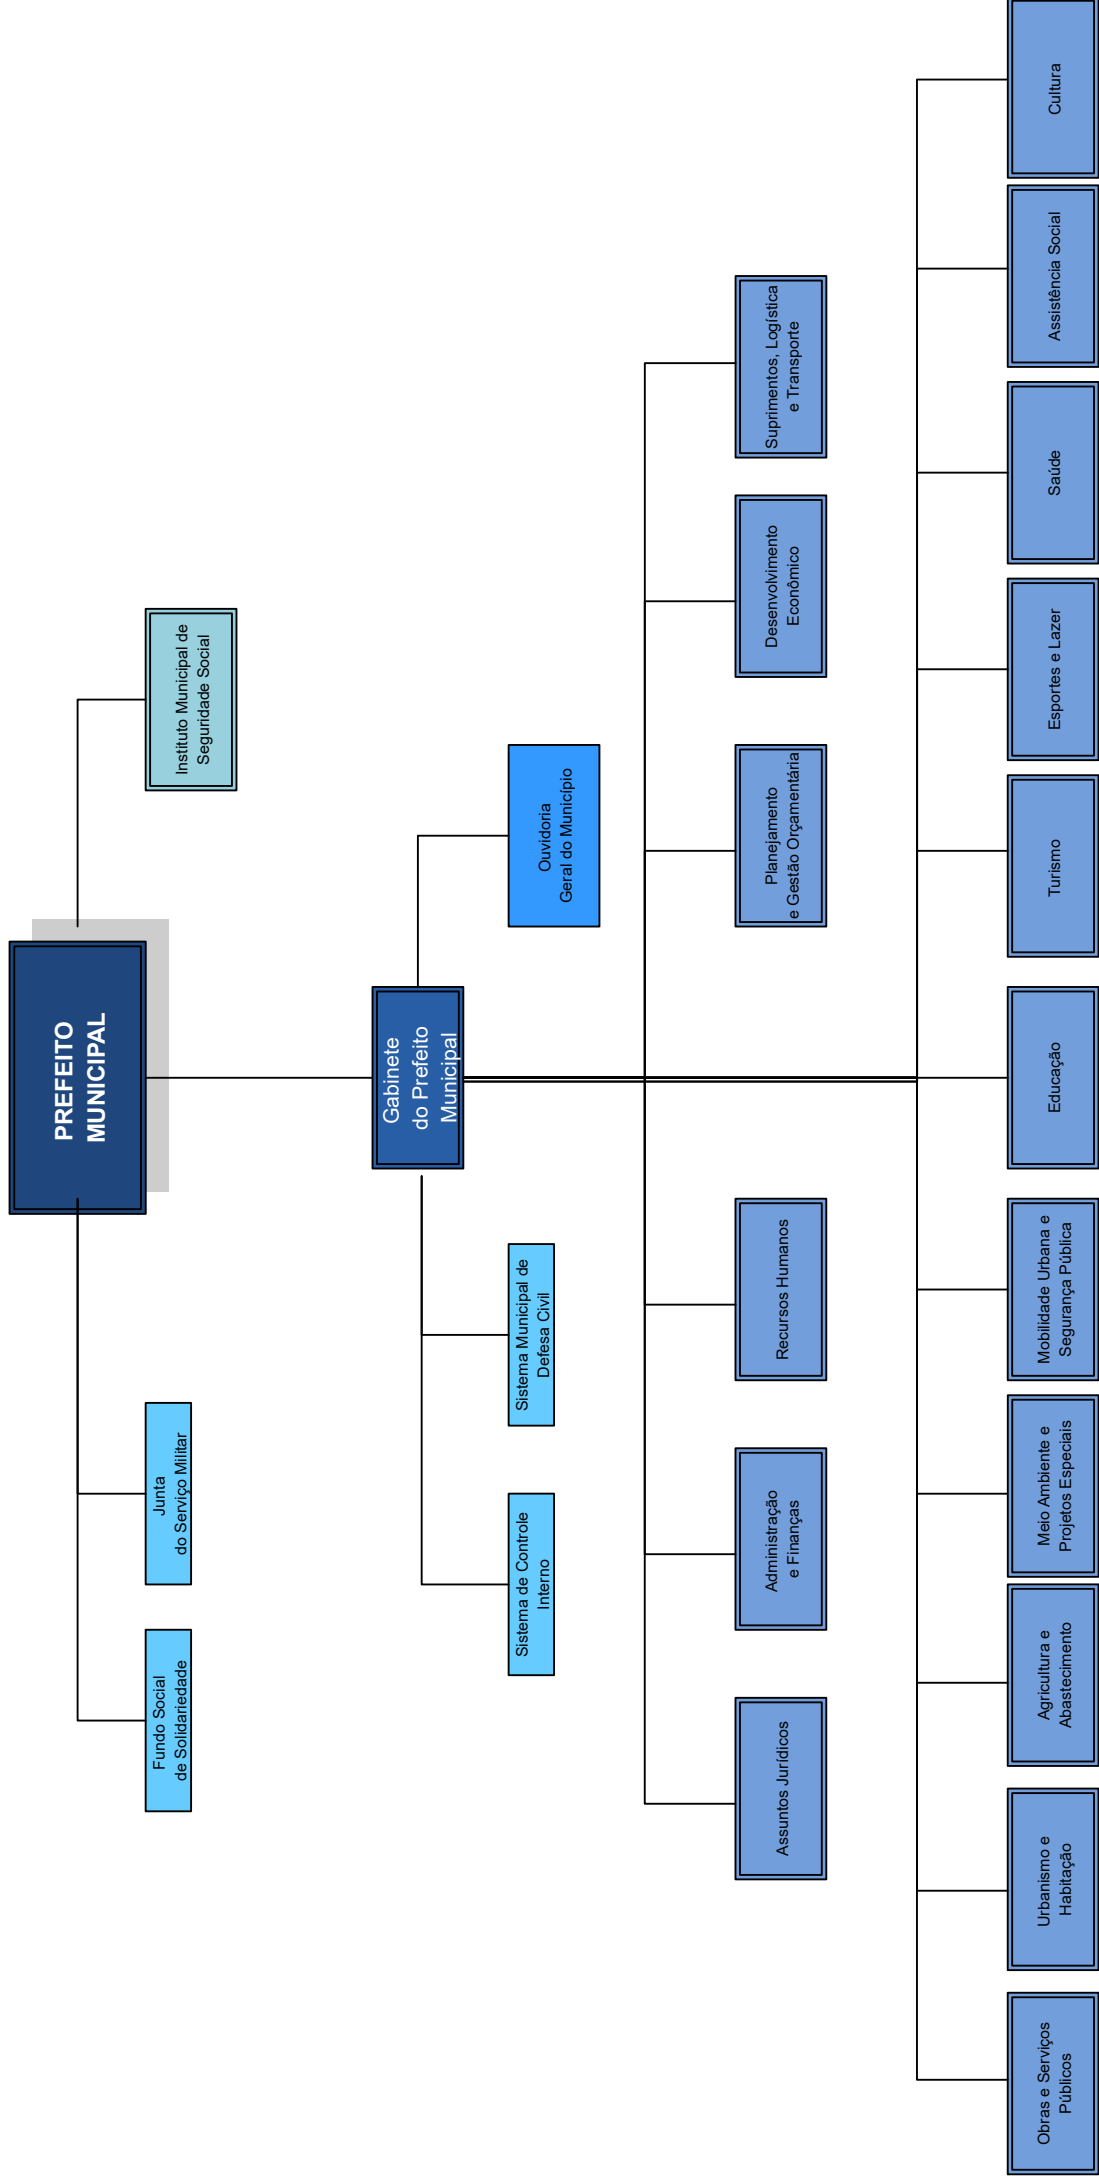 PREFEITO
MUNICIPAL
Fundo Social
de Solidariedade
Junta
do Serviço Militar
Instituto Municipal de
Seguridade Social
Gabinete
do Prefeito
Municipal
Sistema de Controle
Interno
Sistema Municipal de
Defesa Civil
Ouvidoria
Geral do Município
Assuntos Jurídicos
Administração
e Finanças
Recursos Humanos
Planejamento
e Gestão Orçamentária
Desenvolvimento
Econômico
Suprimentos, Logística
e Transporte
Obras e Serviços
Públicos
Urbanismo e
Habitação
Agricultura e
Abastecimento
Meio Ambiente e
Projetos Especiais
Mobilidade Urbana e
Segurança Pública
Educação
Turismo
Esportes e Lazer
Saúde
Assistência Social
Cultura